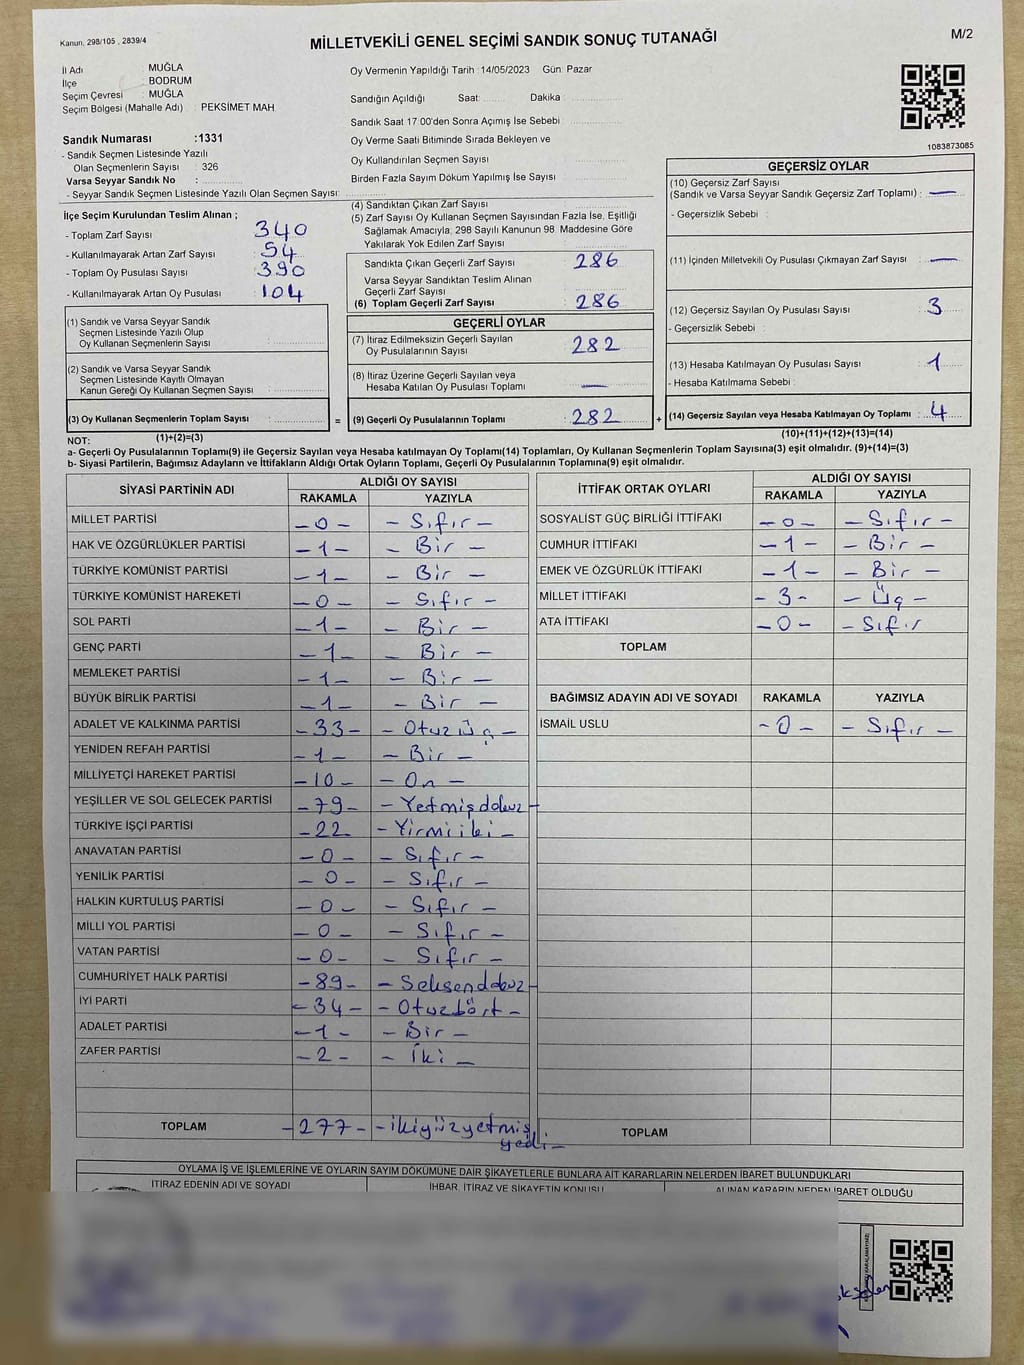 Kanun, 298/105 , 2839/4
MİLLETVEKİLİ GENEL SEÇİMİ SANDIK SONUÇ TUTANAĞI
M/2
İl Adı MUĞLA
İlçe BODRUM
Seçim Çevresi : MUĞLA
Seçim Bölgesi (Mahalle Adı) : PEKSİMET MAH.
Oy Vermenin Yapıldığı Tarih : 14/05/2023 Gün: Pazar
Sandığın Açıldığı Saat: Dakika :
Sandık Saat 17:00'den Sonra Açımış İse Sebebi :
Oy Verme Saati Bitiminde Sırada Bekleyen ve
Oy Kullandırılan Seçmen Sayısı :
Birden Fazla Sayım Döküm Yapılmış İse Sayısı :
1083873085
Sandık Numarası :1331
- Sandık Seçmen Listesinde Yazılı
Olan Seçmenlerin Sayısı : 326
Varsa Seyyar Sandık No :
- Seyyar Sandık Seçmen Listesinde Yazılı Olan Seçmen Sayısı:
İlçe Seçim Kurulundan Teslim Alınan ;
- Toplam Zarf Sayısı : 340
- Kullanılmayarak Artan Zarf Sayısı : 54
- Toplam Oy Pusulası Sayısı : 390
- Kullanılmayarak Artan Oy Pusulası : 104
(1) Sandık ve Varsa Seyyar Sandık
Seçmen Listesinde Yazılı Olup
Oy Kullanan Seçmenlerin Sayısı :
(2) Sandık ve Varsa Seyyar Sandık
Seçmen Listesinde Kayıtlı Olmayan
Kanun Gereği Oy Kullanan Seçmen Sayısı :
(3) Oy Kullanan Seçmenlerin Toplam Sayısı :
(1)+(2)=(3)
(4) Sandıktan Çıkan Zarf Sayısı :
(5) Zarf Sayısı Oy Kullanan Seçmen Sayısından Fazla İse, Eşitliği
Sağlamak Amacıyla; 298 Sayılı Kanunun 98. Maddesine Göre
Yakılarak Yok Edilen Zarf Sayısı :
Sandıkta Çıkan Geçerli Zarf Sayısı : 286
Varsa Seyyar Sandıktan Teslim Alınan
Geçerli Zarf Sayısı :
(6) Toplam Geçerli Zarf Sayısı : 286
GEÇERLİ OYLAR
(7) İtiraz Edilmeksizin Geçerli Sayılan
Oy Pusulalarının Sayısı : 282
(8) İtiraz Üzerine Geçerli Sayılan veya
Hesaba Katılan Oy Pusulası Toplamı : —
= (9) Geçerli Oy Pusulalarının Toplamı : 282 +
GEÇERSİZ OYLAR
(10) Geçersiz Zarf Sayısı
(Sandık ve Varsa Seyyar Sandık Geçersiz Zarf Toplamı) : —
- Geçersizlik Sebebi :
(11) İçinden Milletvekili Oy Pusulası Çıkmayan Zarf Sayısı : —
(12) Geçersiz Sayılan Oy Pusulası Sayısı : 3
- Geçersizlik Sebebi :
(13) Hesaba Katılmayan Oy Pusulası Sayısı : 1
- Hesaba Katılmama Sebebi :
(14) Geçersiz Sayılan veya Hesaba Katılmayan Oy Toplamı : 4
(10)+(11)+(12)+(13)=(14)
NOT:
a- Geçerli Oy Pusulalarının Toplamı(9) ile Geçersiz Sayılan veya Hesaba katılmayan Oy Toplamı(14) Toplamları, Oy Kullanan Seçmenlerin Toplam Sayısına(3) eşit olmalıdır. (9)+(14)=(3)
b- Siyasi Partilerin, Bağımsız Adayların ve İttifakların Aldığı Ortak Oyların Toplamı, Geçerli Oy Pusulalarının Toplamına(9) eşit olmalıdır.
SİYASİ PARTİNİN ADI ALDIĞI OY SAYISI
RAKAMLA YAZIYLA
MİLLET PARTİSİ -0- - Sıfır -
HAK VE ÖZGÜRLÜKLER PARTİSİ -1- - Bir -
TÜRKİYE KOMÜNİST PARTİSİ -1- - Bir -
TÜRKİYE KOMÜNİST HAREKETİ -0- - Sıfır -
SOL PARTİ -1- - Bir -
GENÇ PARTİ -1- - Bir -
MEMLEKET PARTİSİ -1- - Bir -
BÜYÜK BİRLİK PARTİSİ -1- - Bir -
ADALET VE KALKINMA PARTİSİ -33- - Otuzüç -
YENİDEN REFAH PARTİSİ -1- - Bir -
MİLLİYETÇİ HAREKET PARTİSİ -10- - On -
YEŞİLLER VE SOL GELECEK PARTİSİ -79- - Yetmişdokuz -
TÜRKİYE İŞÇİ PARTİSİ -22- - Yirmiiki -
ANAVATAN PARTİSİ -0- - Sıfır -
YENİLİK PARTİSİ -0- - Sıfır -
HALKIN KURTULUŞ PARTİSİ -0- - Sıfır -
MİLLİ YOL PARTİSİ -0- - Sıfır -
VATAN PARTİSİ -0- - Sıfır -
CUMHURİYET HALK PARTİSİ -89- - Seksendokuz -
İYİ PARTİ -34- - Otuzdört -
ADALET PARTİSİ -1- - Bir -
ZAFER PARTİSİ -2- - İki -
TOPLAM -277- - ikiyüzyetmiş
yedi -
İTTİFAK ORTAK OYLARI ALDIĞI OY SAYISI
RAKAMLA YAZIYLA
SOSYALİST GÜÇ BİRLİĞİ İTTİFAKI -0- - Sıfır -
CUMHUR İTTİFAKI -1- - Bir -
EMEK VE ÖZGÜRLÜK İTTİFAKI -1- - Bir -
MİLLET İTTİFAKI -3- - Üç -
ATA İTTİFAKI -0- - Sıfır
TOPLAM
BAĞIMSIZ ADAYIN ADI VE SOYADI RAKAMLA YAZIYLA
İSMAİL USLU -0- - Sıfır -
TOPLAM
OYLAMA İŞ VE İŞLEMLERİNE VE OYLARIN SAYIM DÖKÜMÜNE DAİR ŞİKAYETLERLE BUNLARA AİT KARARLARIN NELERDEN İBARET BULUNDUKLARI
İTİRAZ EDENİN ADI VE SOYADI İHBAR, İTİRAZ VE ŞİKAYETİN KONUSU ALINAN KARARIN NEDEN İBARET OLDUĞU